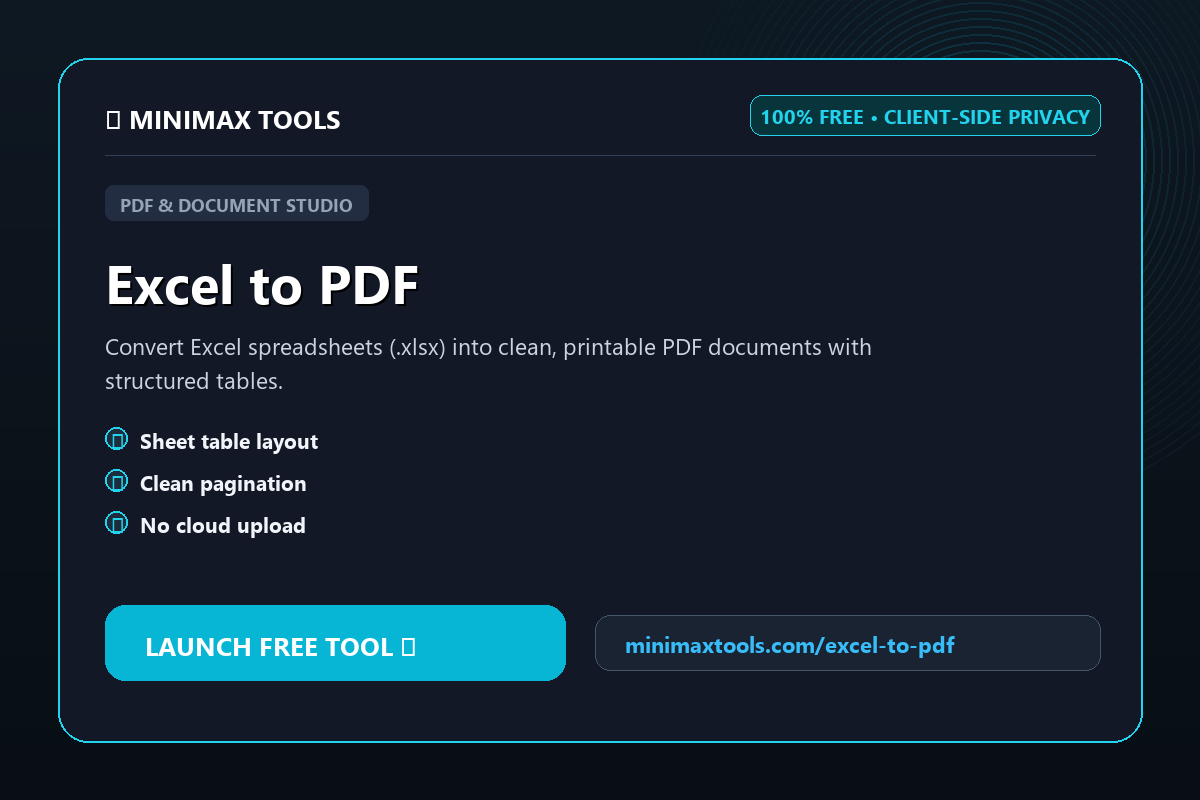 MINIMAX TOOLS
100% FREE • CLIENT-SIDE PRIVACY
PDF & DOCUMENT STUDIO
Excel to PDF
Convert Excel spreadsheets (.xlsx) into clean, printable PDF documents with
structured tables.
Sheet table layout
Clean pagination
No cloud upload
LAUNCH FREE TOOL
minimaxtools.com/excel-to-pdf